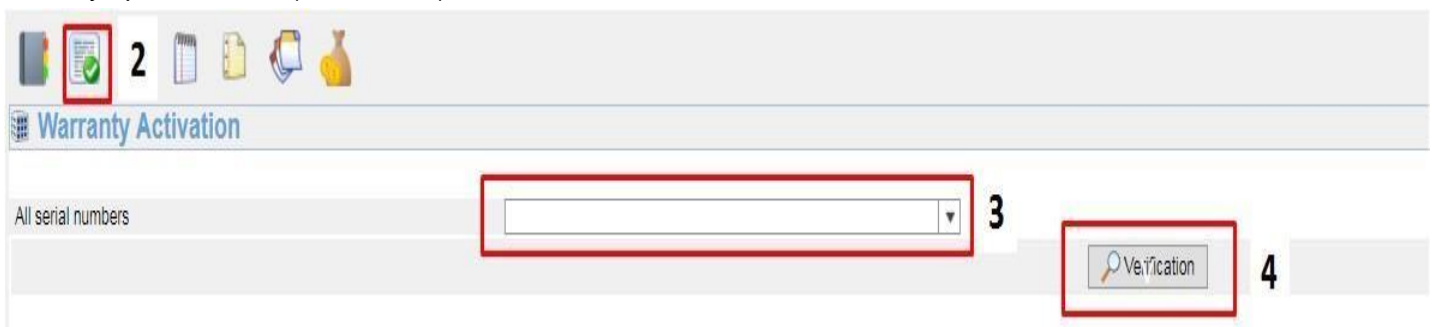 2
Warranty Activation
All serial numbers
3
Verification
4